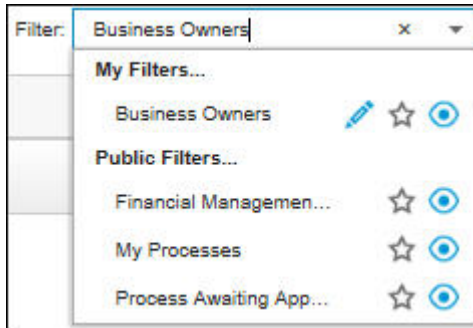 Filter: Business Owners
My Filters...
Business Owners
Public Filters...
Financial Managemen...
My Processes
Process Awaiting App...